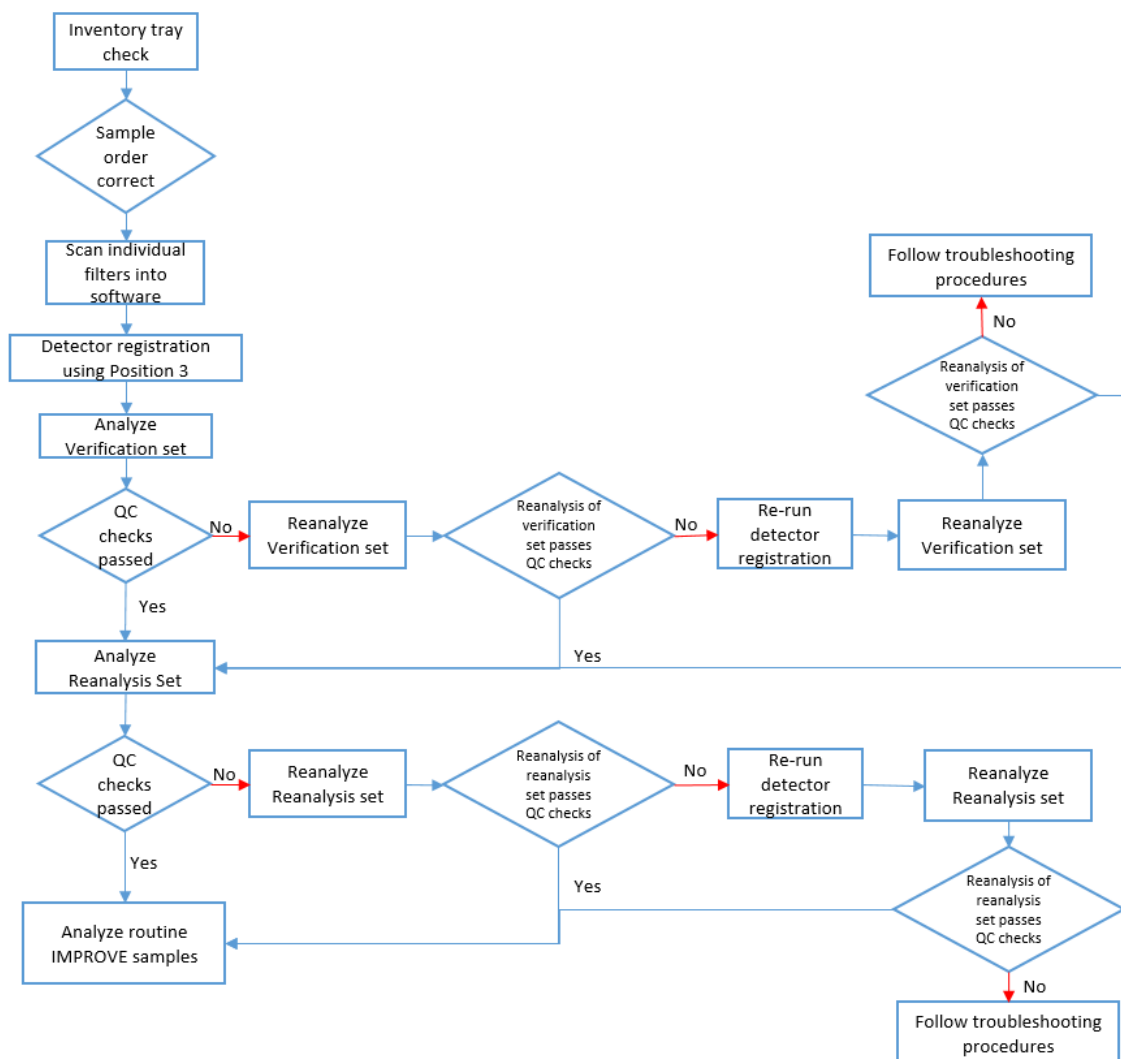 Inventory tray
check
Sample
order
correct
Scan individual
filters into
software
Detector registration
using Position 3
Analyze
Verification set
QC
checks
passed
No
Reanalyze
Verification set
Reanalysis of
verification
set passes
QC checks
No
Re-run
detector
registration
Reanalyze
Verification set
Reanalysis of
verification
set passes
QC checks
No
Follow troubleshooting
procedures
Yes
Yes
Analyze
Reanalysis Set
QC
checks
passed
No
Reanalyze
Reanalysis set
Reanalysis of
reanalysis
set passes
QC checks
No
Re-run
detector
registration
Reanalyze
Reanalysis set
Reanalysis of
reanalysis
set passes
QC checks
Yes
Yes
Analyze routine
IMPROVE samples
No
Follow troubleshooting
procedures